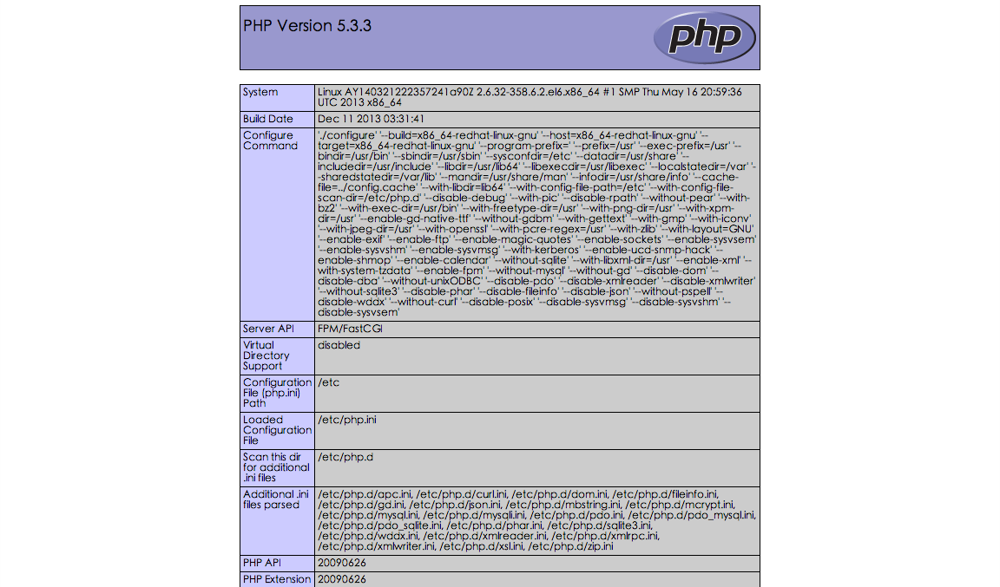 PHP Version 5.3.3
php
System
Linux AY140321222357241a90Z 2.6.32-358.6.2.el6.x86_64 #1 SMP Thu May 16 20:59:36
UTC 2013 x86_64
Build Date
Dec 11 2013 03:31:41
Configure
Command
'./configure' '--build=x86_64-redhat-linux-gnu' '--host=x86_64-redhat-linux-gnu' '--
target=x86_64-redhat-linux-gnu' '--program-prefix=' '--prefix=/usr' '--exec-prefix=/usr' '--
bindir=/usr/bin' '--sbindir=/usr/sbin' '--sysconfdir=/etc' '--datadir=/usr/share' '--
includedir=/usr/include' '--libdir=/usr/lib64' '--libexecdir=/usr/libexec' '--localstatedir=/var' '-
-sharedstatedir=/var/lib' '--mandir=/usr/share/man' '--infodir=/usr/share/info' '--cache-
file=../config.cache' '--with-libdir=lib64' '--with-config-file-path=/etc' '--with-config-file-
scan-dir=/etc/php.d' '--disable-debug' '--with-pic' '--disable-rpath' '--without-pear' '--with-
bz2' '--with-exec-dir=/usr/bin' '--with-freetype-dir=/usr' '--with-png-dir=/usr' '--with-xpm-
dir=/usr' '--enable-gd-native-ttf' '--without-gdbm' '--with-gettext' '--with-gmp' '--with-iconv'
'--with-jpeg-dir=/usr' '--with-openssl' '--with-pcre-regex=/usr' '--with-zlib' '--with-layout=GNU'
'--enable-exif' '--enable-ftp' '--enable-magic-quotes' '--enable-sockets' '--enable-sysvsem'
'--enable-sysvshm' '--enable-sysvmsg' '--with-kerberos' '--enable-ucd-snmp-hack' '--
enable-shmop' '--enable-calendar' '--without-sqlite' '--with-libxml-dir=/usr' '--enable-xml' '--
with-system-tzdata' '--enable-fpm' '--without-mysql' '--without-gd' '--disable-dom' '--
disable-dba' '--without-unixODBC' '--disable-pdo' '--disable-xmlreader' '--disable-xmlwriter'
'--without-sqlite3' '--disable-phar' '--disable-fileinfo' '--disable-json' '--without-pspell' '--
disable-wddx' '--without-curl' '--disable-posix' '--disable-sysvmsg' '--disable-sysvshm' '--
disable-sysvsem'
Server API
FPM/FastCGI
Virtual
Directory
Support
disabled
Configuration
File (php.ini)
Path
/etc
Loaded
Configuration
File
/etc/php.ini
Scan this dir
for additional
.ini files
/etc/php.d
Additional .ini
files parsed
/etc/php.d/apc.ini, /etc/php.d/curl.ini, /etc/php.d/dom.ini, /etc/php.d/fileinfo.ini,
/etc/php.d/gd.ini, /etc/php.d/json.ini, /etc/php.d/mbstring.ini, /etc/php.d/mcrypt.ini,
/etc/php.d/mysql.ini, /etc/php.d/mysqli.ini, /etc/php.d/pdo.ini, /etc/php.d/pdo_mysql.ini,
/etc/php.d/pdo_sqlite.ini, /etc/php.d/phar.ini, /etc/php.d/sqlite3.ini,
/etc/php.d/wddx.ini, /etc/php.d/xmlreader.ini, /etc/php.d/xmlrpc.ini,
/etc/php.d/xmlwriter.ini, /etc/php.d/xsl.ini, /etc/php.d/zip.ini
PHP API
20090626
PHP Extension
20090626